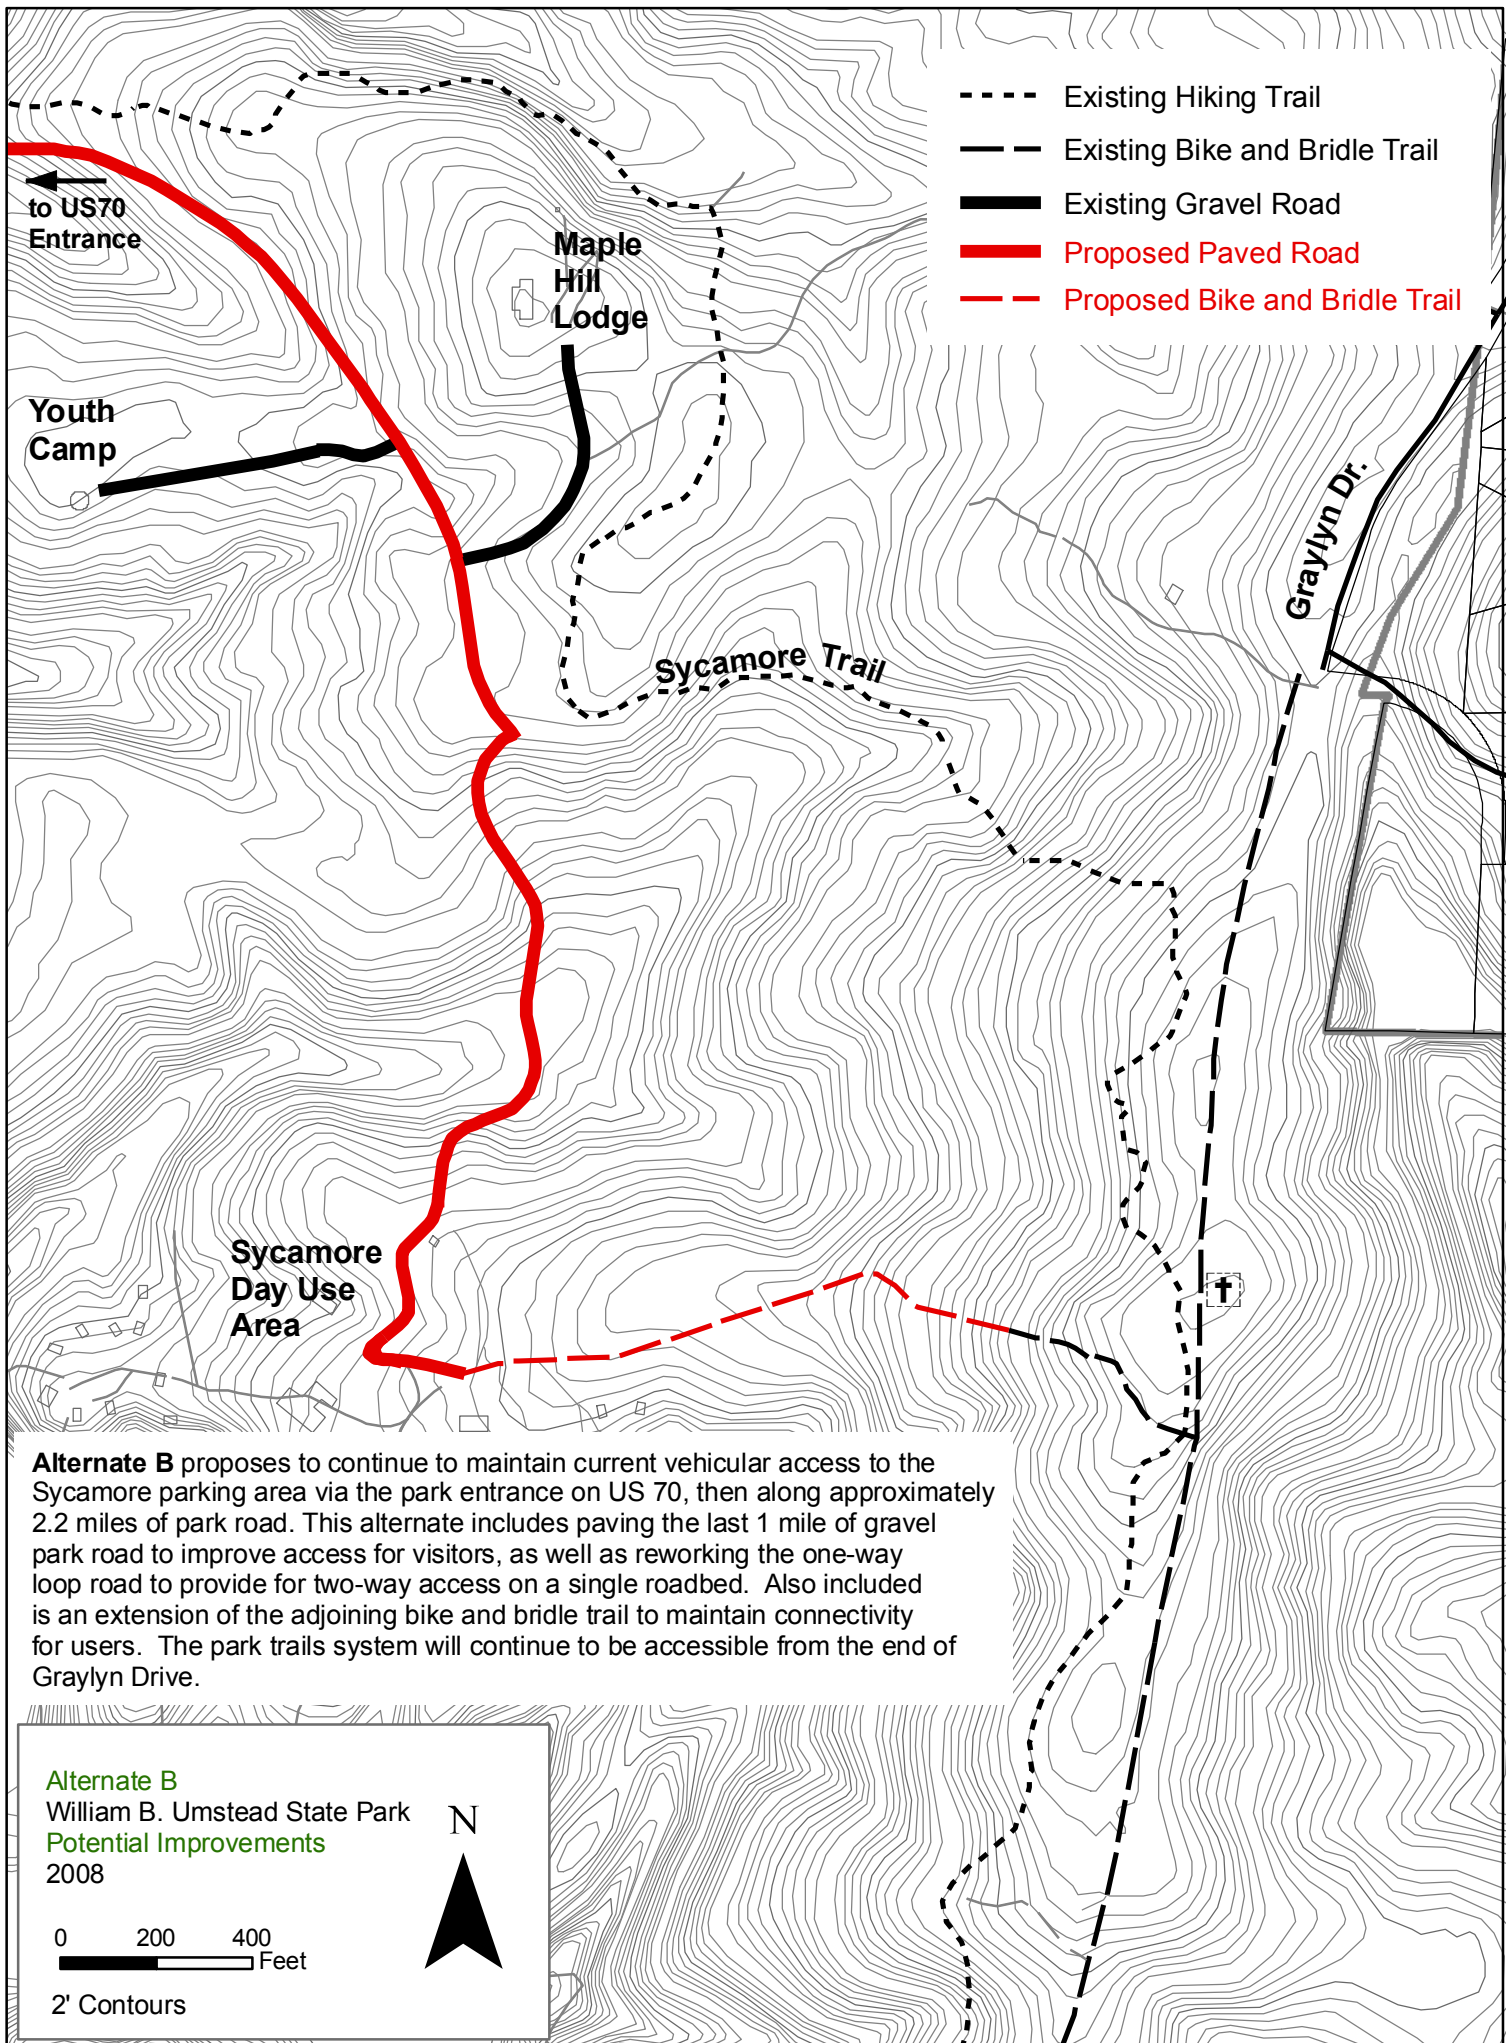 Existing Hiking Trail
Existing Bike and Bridle Trail
Existing Gravel Road
Proposed Paved Road
Proposed Bike and Bridle Trail
to US70
Entrance
Maple
Hill
Lodge
Youth
Camp
Graylyn Dr.
Sycamore Trail
Sycamore
Day Use
Area
Alternate B proposes to continue to maintain current vehicular access to the
Sycamore parking area via the park entrance on US 70, then along approximately
2.2 miles of park road. This alternate includes paving the last 1 mile of gravel
park road to improve access for visitors, as well as reworking the one-way
loop road to provide for two-way access on a single roadbed.  Also included
is an extension of the adjoining bike and bridle trail to maintain connectivity
for users.  The park trails system will continue to be accessible from the end of
Graylyn Drive.
Alternate B
William B. Umstead State Park
Potential Improvements
2008
N
0 200 400
Feet
2' Contours